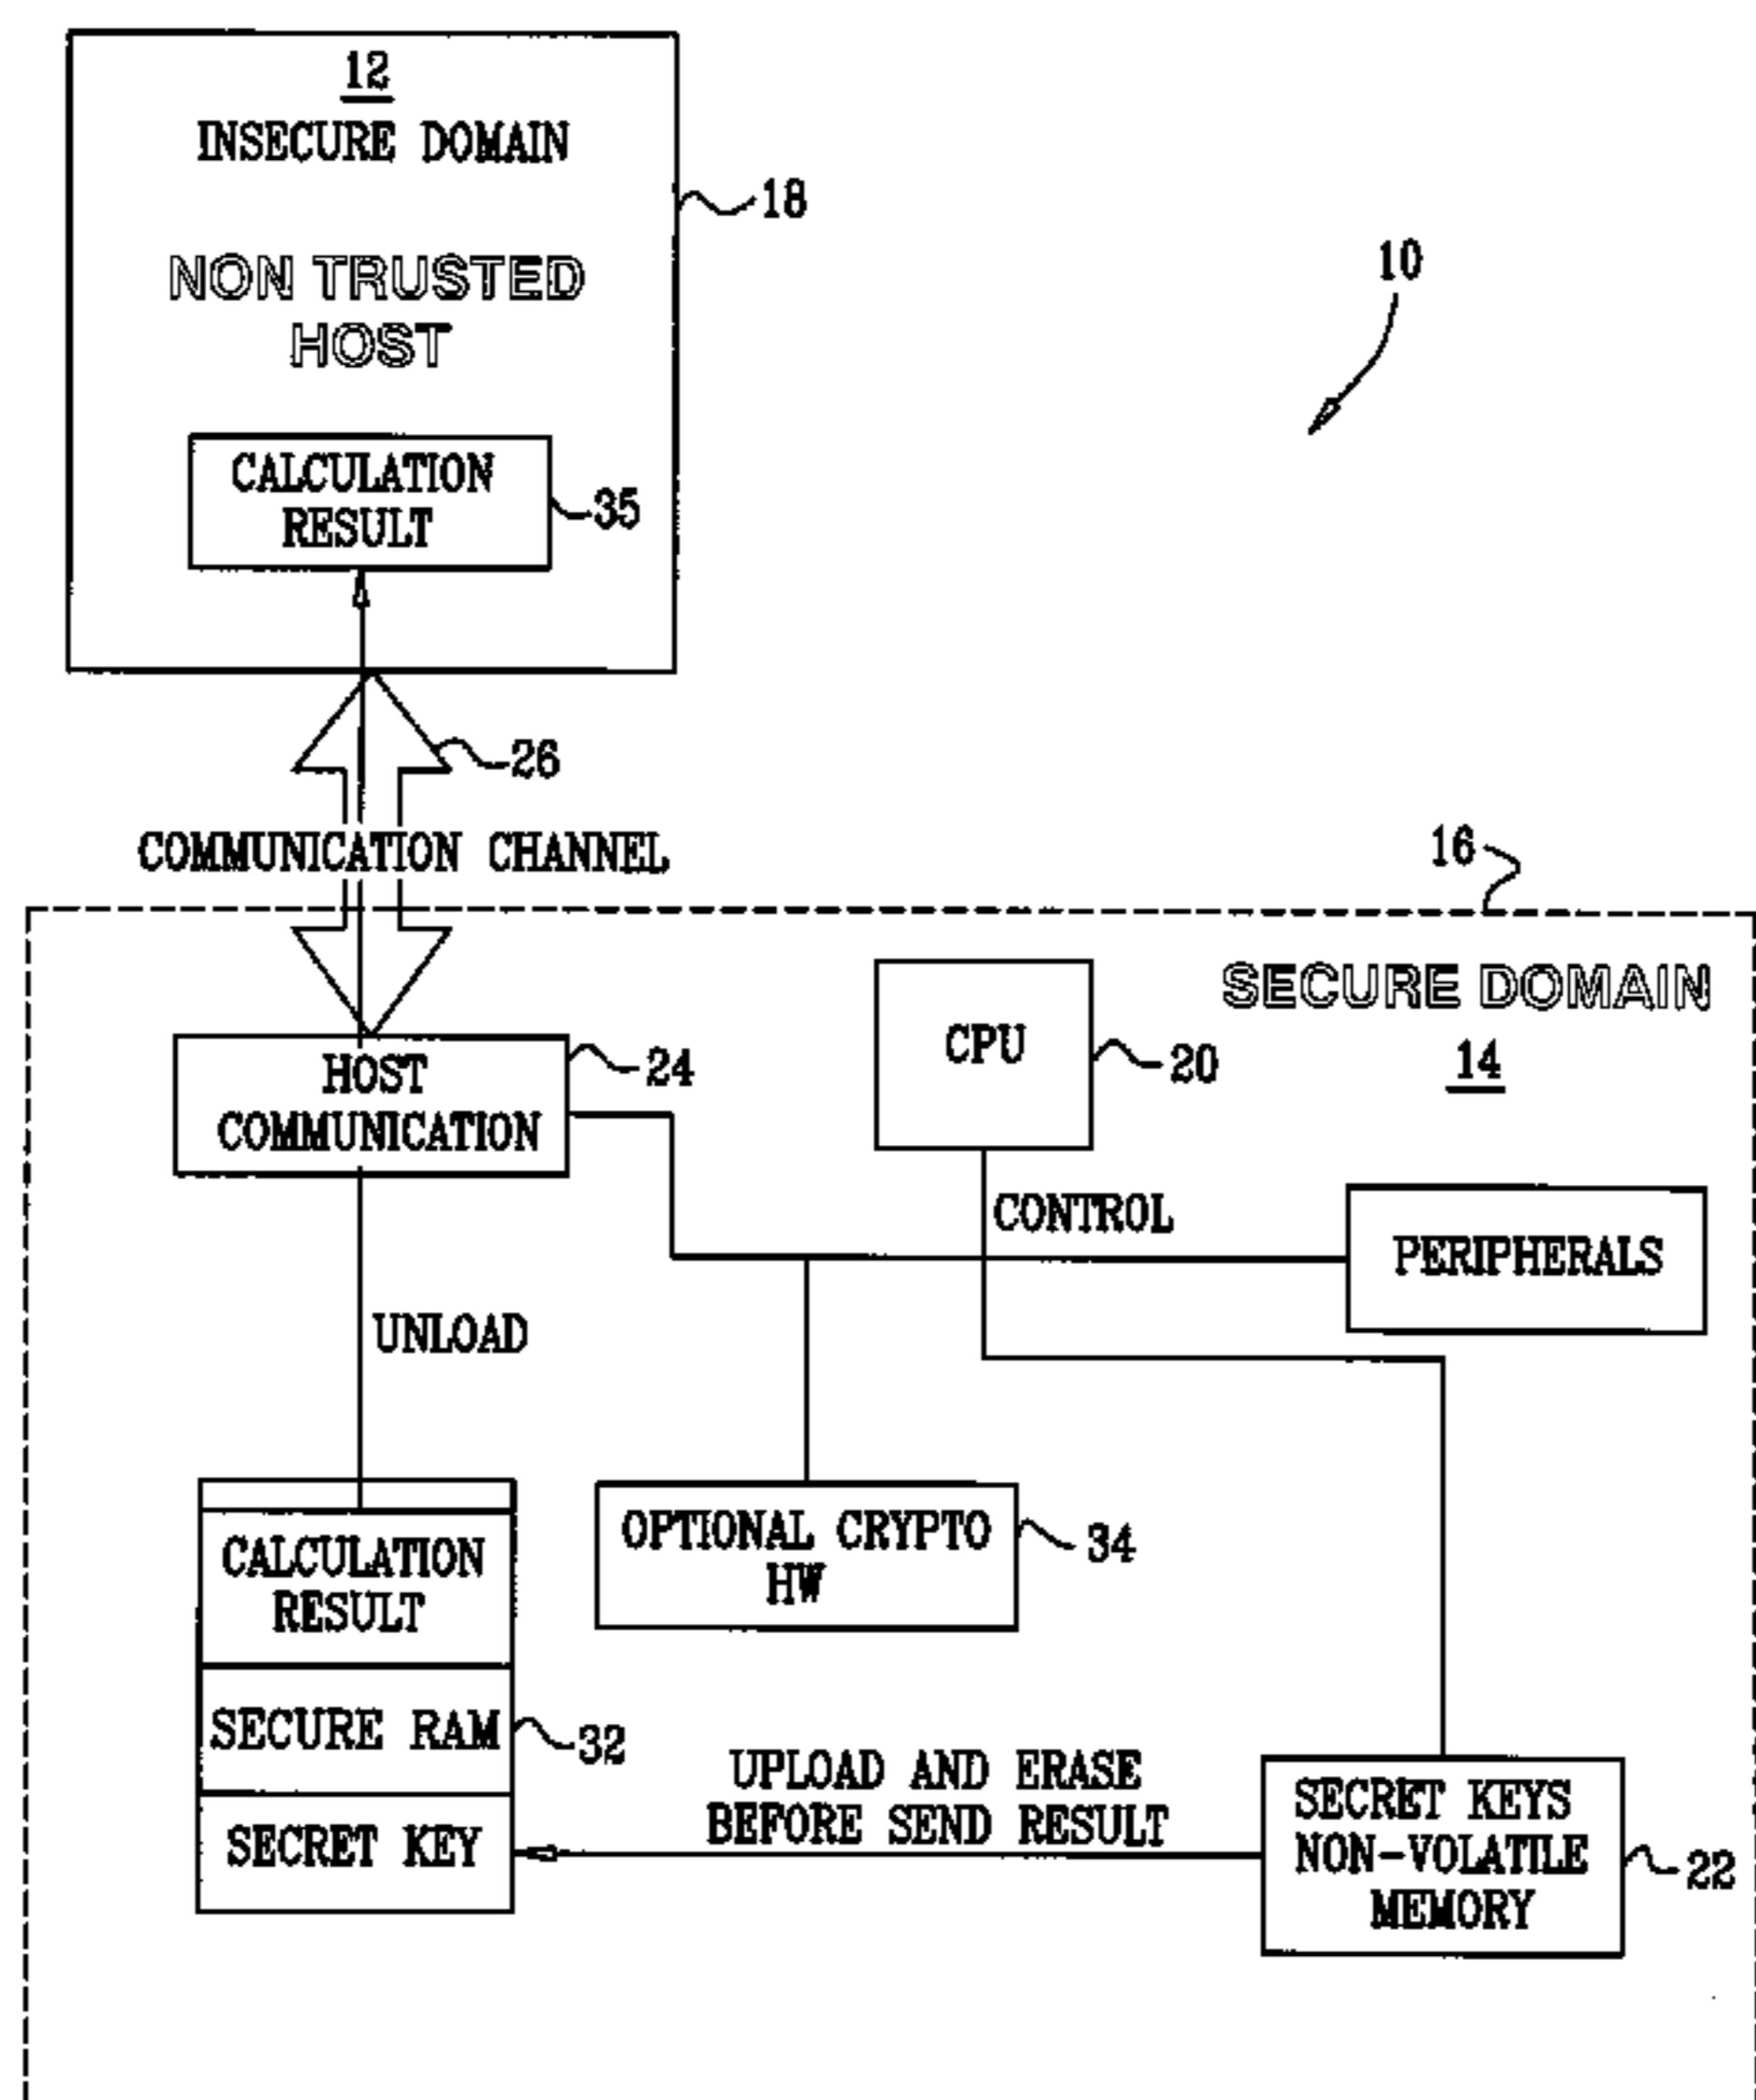 12
INSECURE DOMAIN
18
NON TRUSTED
HOST
10
CALCULATION
RESULT
35
26
COMMUNICATION CHANNEL
16
SECURE DOMAIN
14
CPU
20
HOST
COMMUNICATION
24
CONTROL
PERIPHERALS
UNLOAD
CALCULATION
RESULT
OPTIONAL CRYPTO
HW
34
SECURE RAM
32
UPLOAD AND ERASE
BEFORE SEND RESULT
SECRET KEY
SECRET KEYS
NON-VOLATILE
MEMORY
22